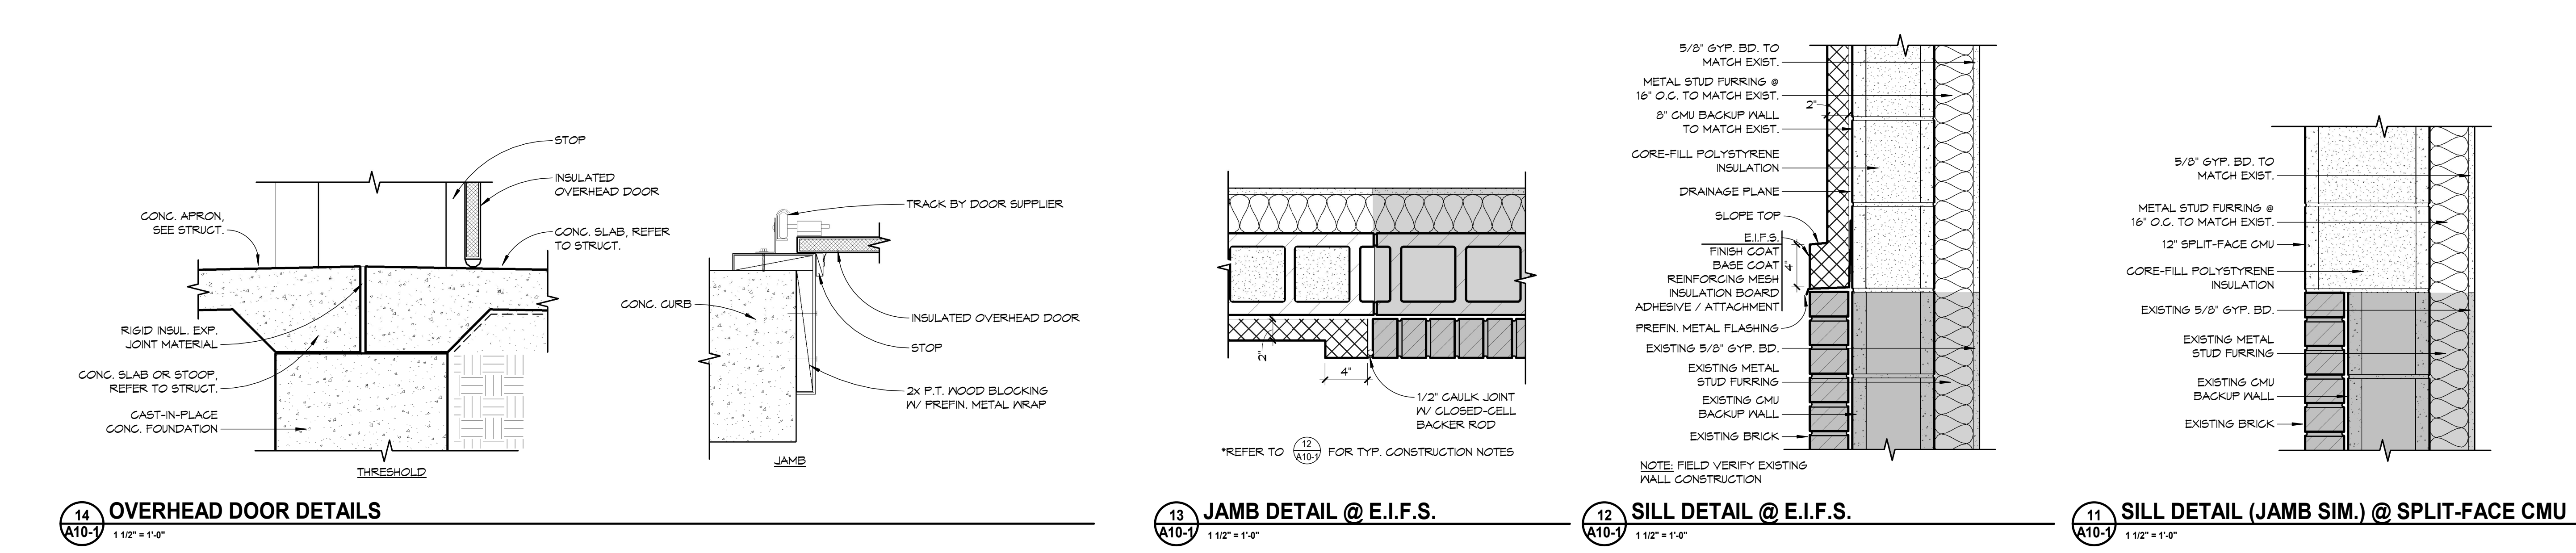 STOP
INSULATED
OVERHEAD DOOR
CONC. APRON,
SEE STRUCT.
CONC. SLAB, REFER
TO STRUCT.
RIGID INSUL. EXP.
JOINT MATERIAL
CONC. SLAB OR STOOP,
REFER TO STRUCT.
CAST-IN-PLACE
CONC. FOUNDATION
THRESHOLD
TRACK BY DOOR SUPPLIER
CONC. CURB
INSULATED OVERHEAD DOOR
STOP
2x P.T. WOOD BLOCKING
W/ PREFIN. METAL WRAP
JAMB
14
A10-1
OVERHEAD DOOR DETAILS
1 1/2" = 1'-0"
2"
4"
1/2" CAULK JOINT
W/ CLOSED-CELL
BACKER ROD
*REFER TO 12 A10-1 FOR TYP. CONSTRUCTION NOTES
13
A10-1
JAMB DETAIL @ E.I.F.S.
1 1/2" = 1'-0"
5/8" GYP. BD. TO
MATCH EXIST.
METAL STUD FURRING @
16" O.C. TO MATCH EXIST.
2"
8" CMU BACKUP WALL
TO MATCH EXIST.
CORE-FILL POLYSTYRENE
INSULATION
DRAINAGE PLANE
SLOPE TOP
E.I.F.S.
FINISH COAT
BASE COAT
REINFORCING MESH
INSULATION BOARD
ADHESIVE / ATTACHMENT
4"
PREFIN. METAL FLASHING
EXISTING 5/8" GYP. BD.
EXISTING METAL
STUD FURRING
EXISTING CMU
BACKUP WALL
EXISTING BRICK
NOTE: FIELD VERIFY EXISTING
WALL CONSTRUCTION
12
A10-1
SILL DETAIL @ E.I.F.S.
1 1/2" = 1'-0"
5/8" GYP. BD. TO
MATCH EXIST.
METAL STUD FURRING @
16" O.C. TO MATCH EXIST.
12" SPLIT-FACE CMU
CORE-FILL POLYSTYRENE
INSULATION
EXISTING 5/8" GYP. BD.
EXISTING METAL
STUD FURRING
EXISTING CMU
BACKUP WALL
EXISTING BRICK
11
A10-1
SILL DETAIL (JAMB SIM.) @ SPLIT-FACE CMU
1 1/2" = 1'-0"